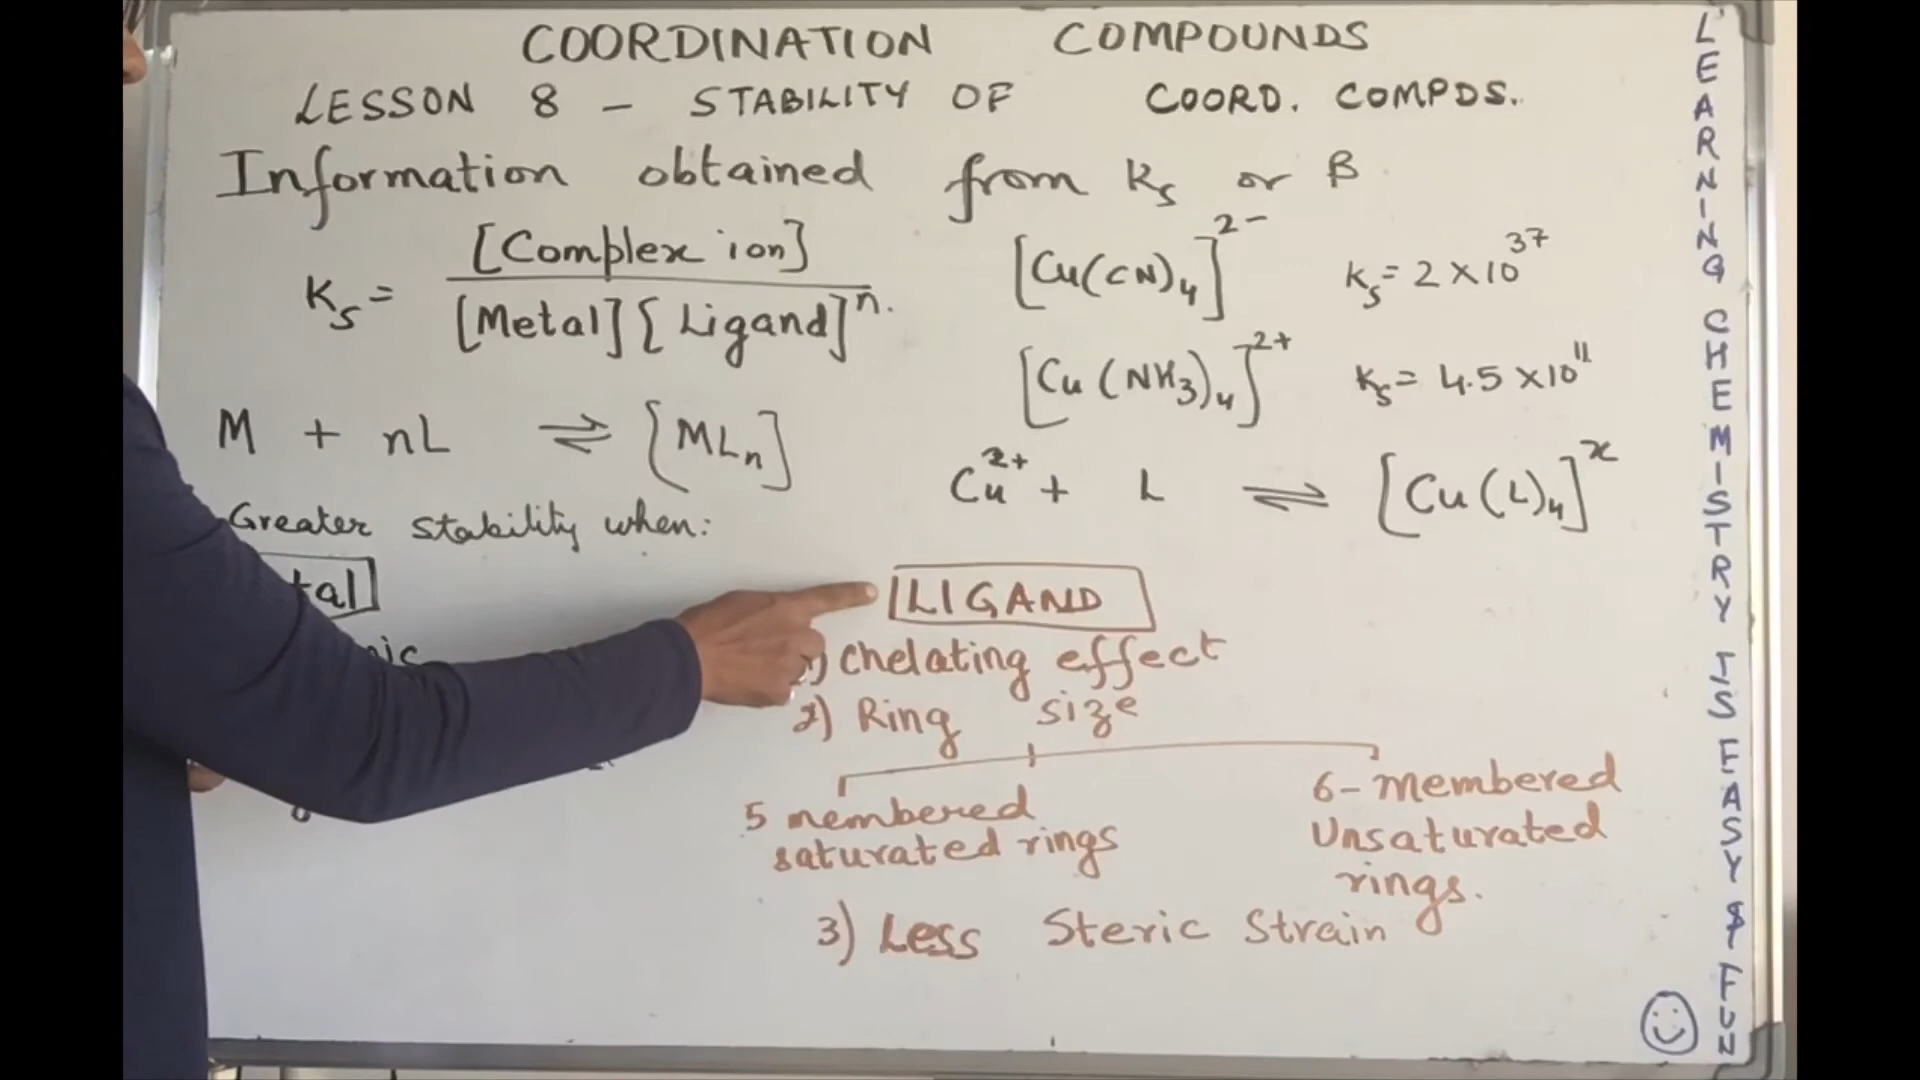 COORDINATION COMPOUNDS
LESSON 8 – STABILITY OF COORD. COMPDS.
Information obtained from Ks or β
Ks = [Complex ion] / [Metal][Ligand]^n.
[Cu(CN)4]^2- Ks = 2 × 10^37
[Cu(NH3)4]^2+ Ks = 4.5 × 10^11
M + nL ⇌ [MLn]
Cu^2+ + L ⇌ [Cu(L)4]^x
Greater stability when:
tal
ic
LIGAND
1) Chelating effect
2) Ring size
5 membered
saturated rings
6-membered
Unsaturated
rings.
3) Less Steric Strain
LEARNING CHEMISTRY IS EASY & FUN